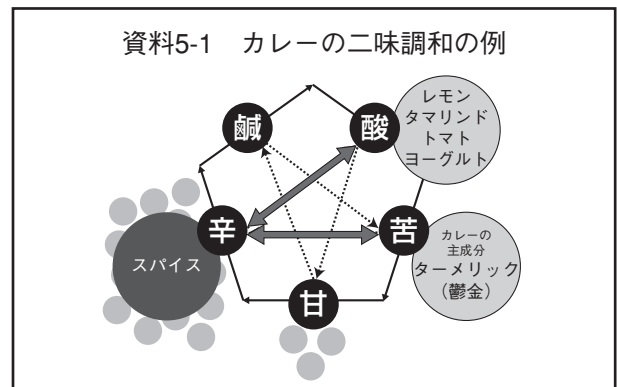 資料5-1 カレーの二味調和の例
鹹
酸
レモン
タマリンド
トマト
ヨーグルト
辛
スパイス
苦
カレーの
主成分
ターメリック
(鬱金)
甘